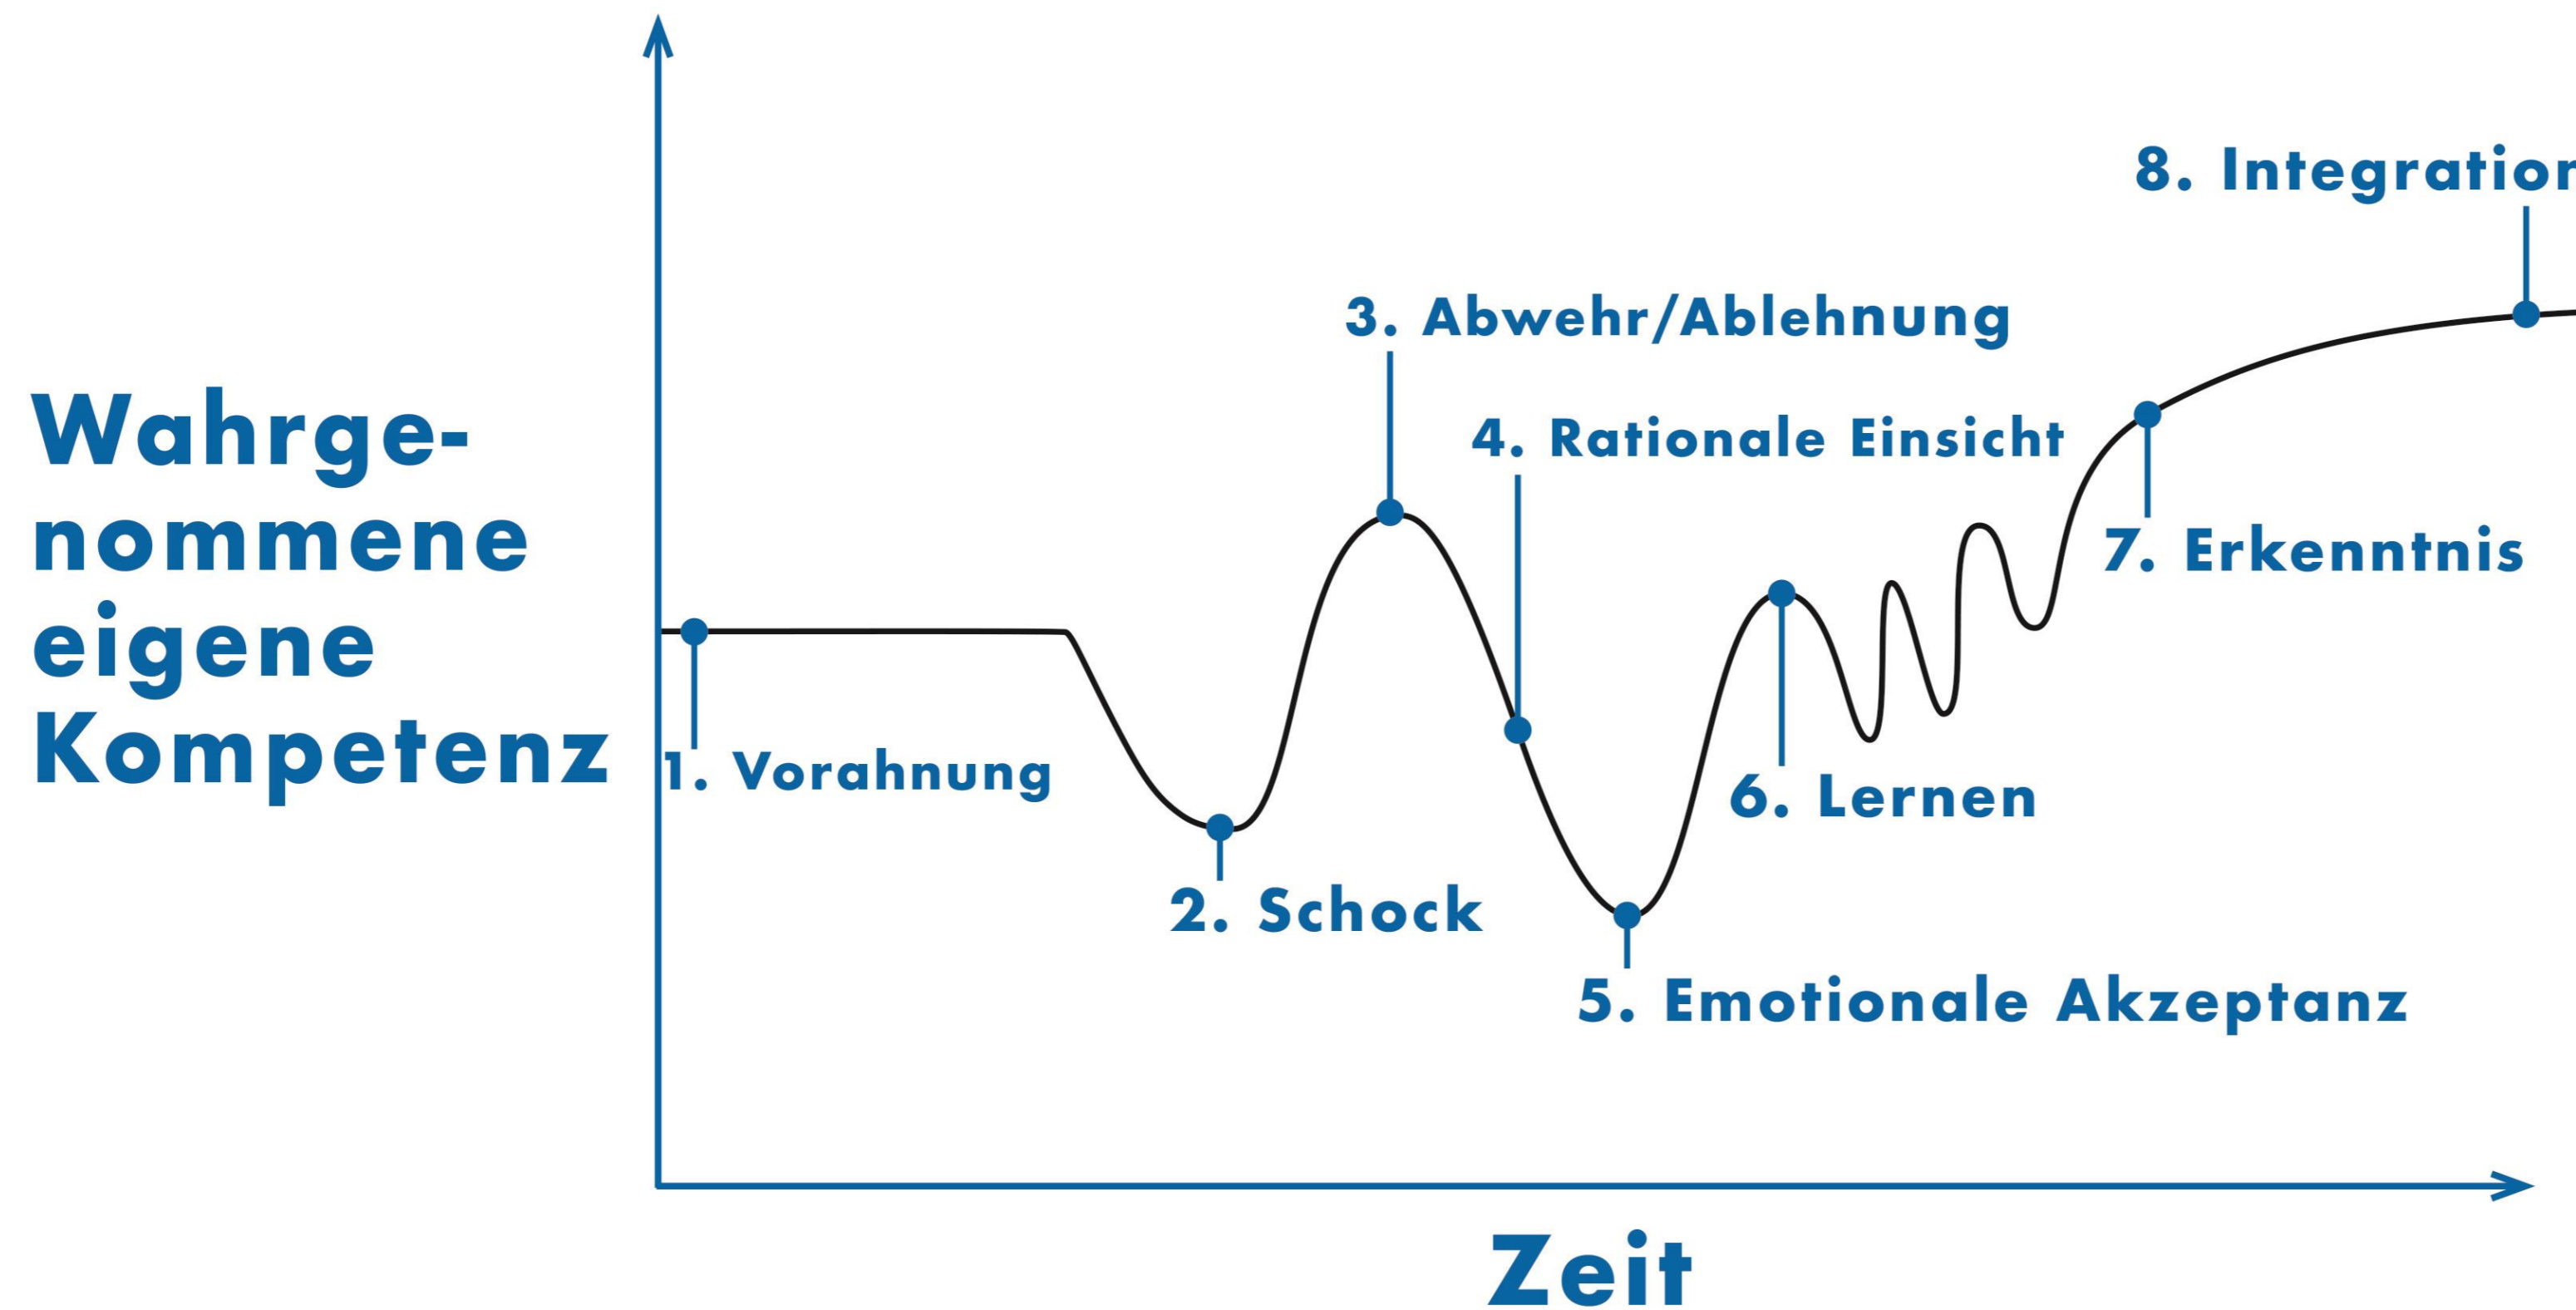 8. Integration
3. Abwehr/Ablehnung
4. Rationale Einsicht
Wahrge-
nommene
eigene
Kompetenz
7. Erkenntnis
1. Vorahnung
6. Lernen
2. Schock
5. Emotionale Akzeptanz
Zeit